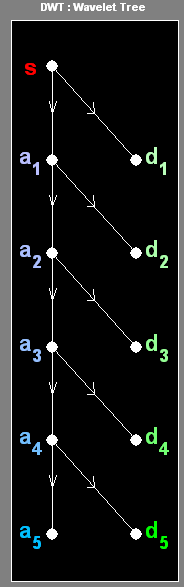 DWT : Wavelet Tree
s
a1 d1
a2 d2
a3 d3
a4 d4
a5 d5